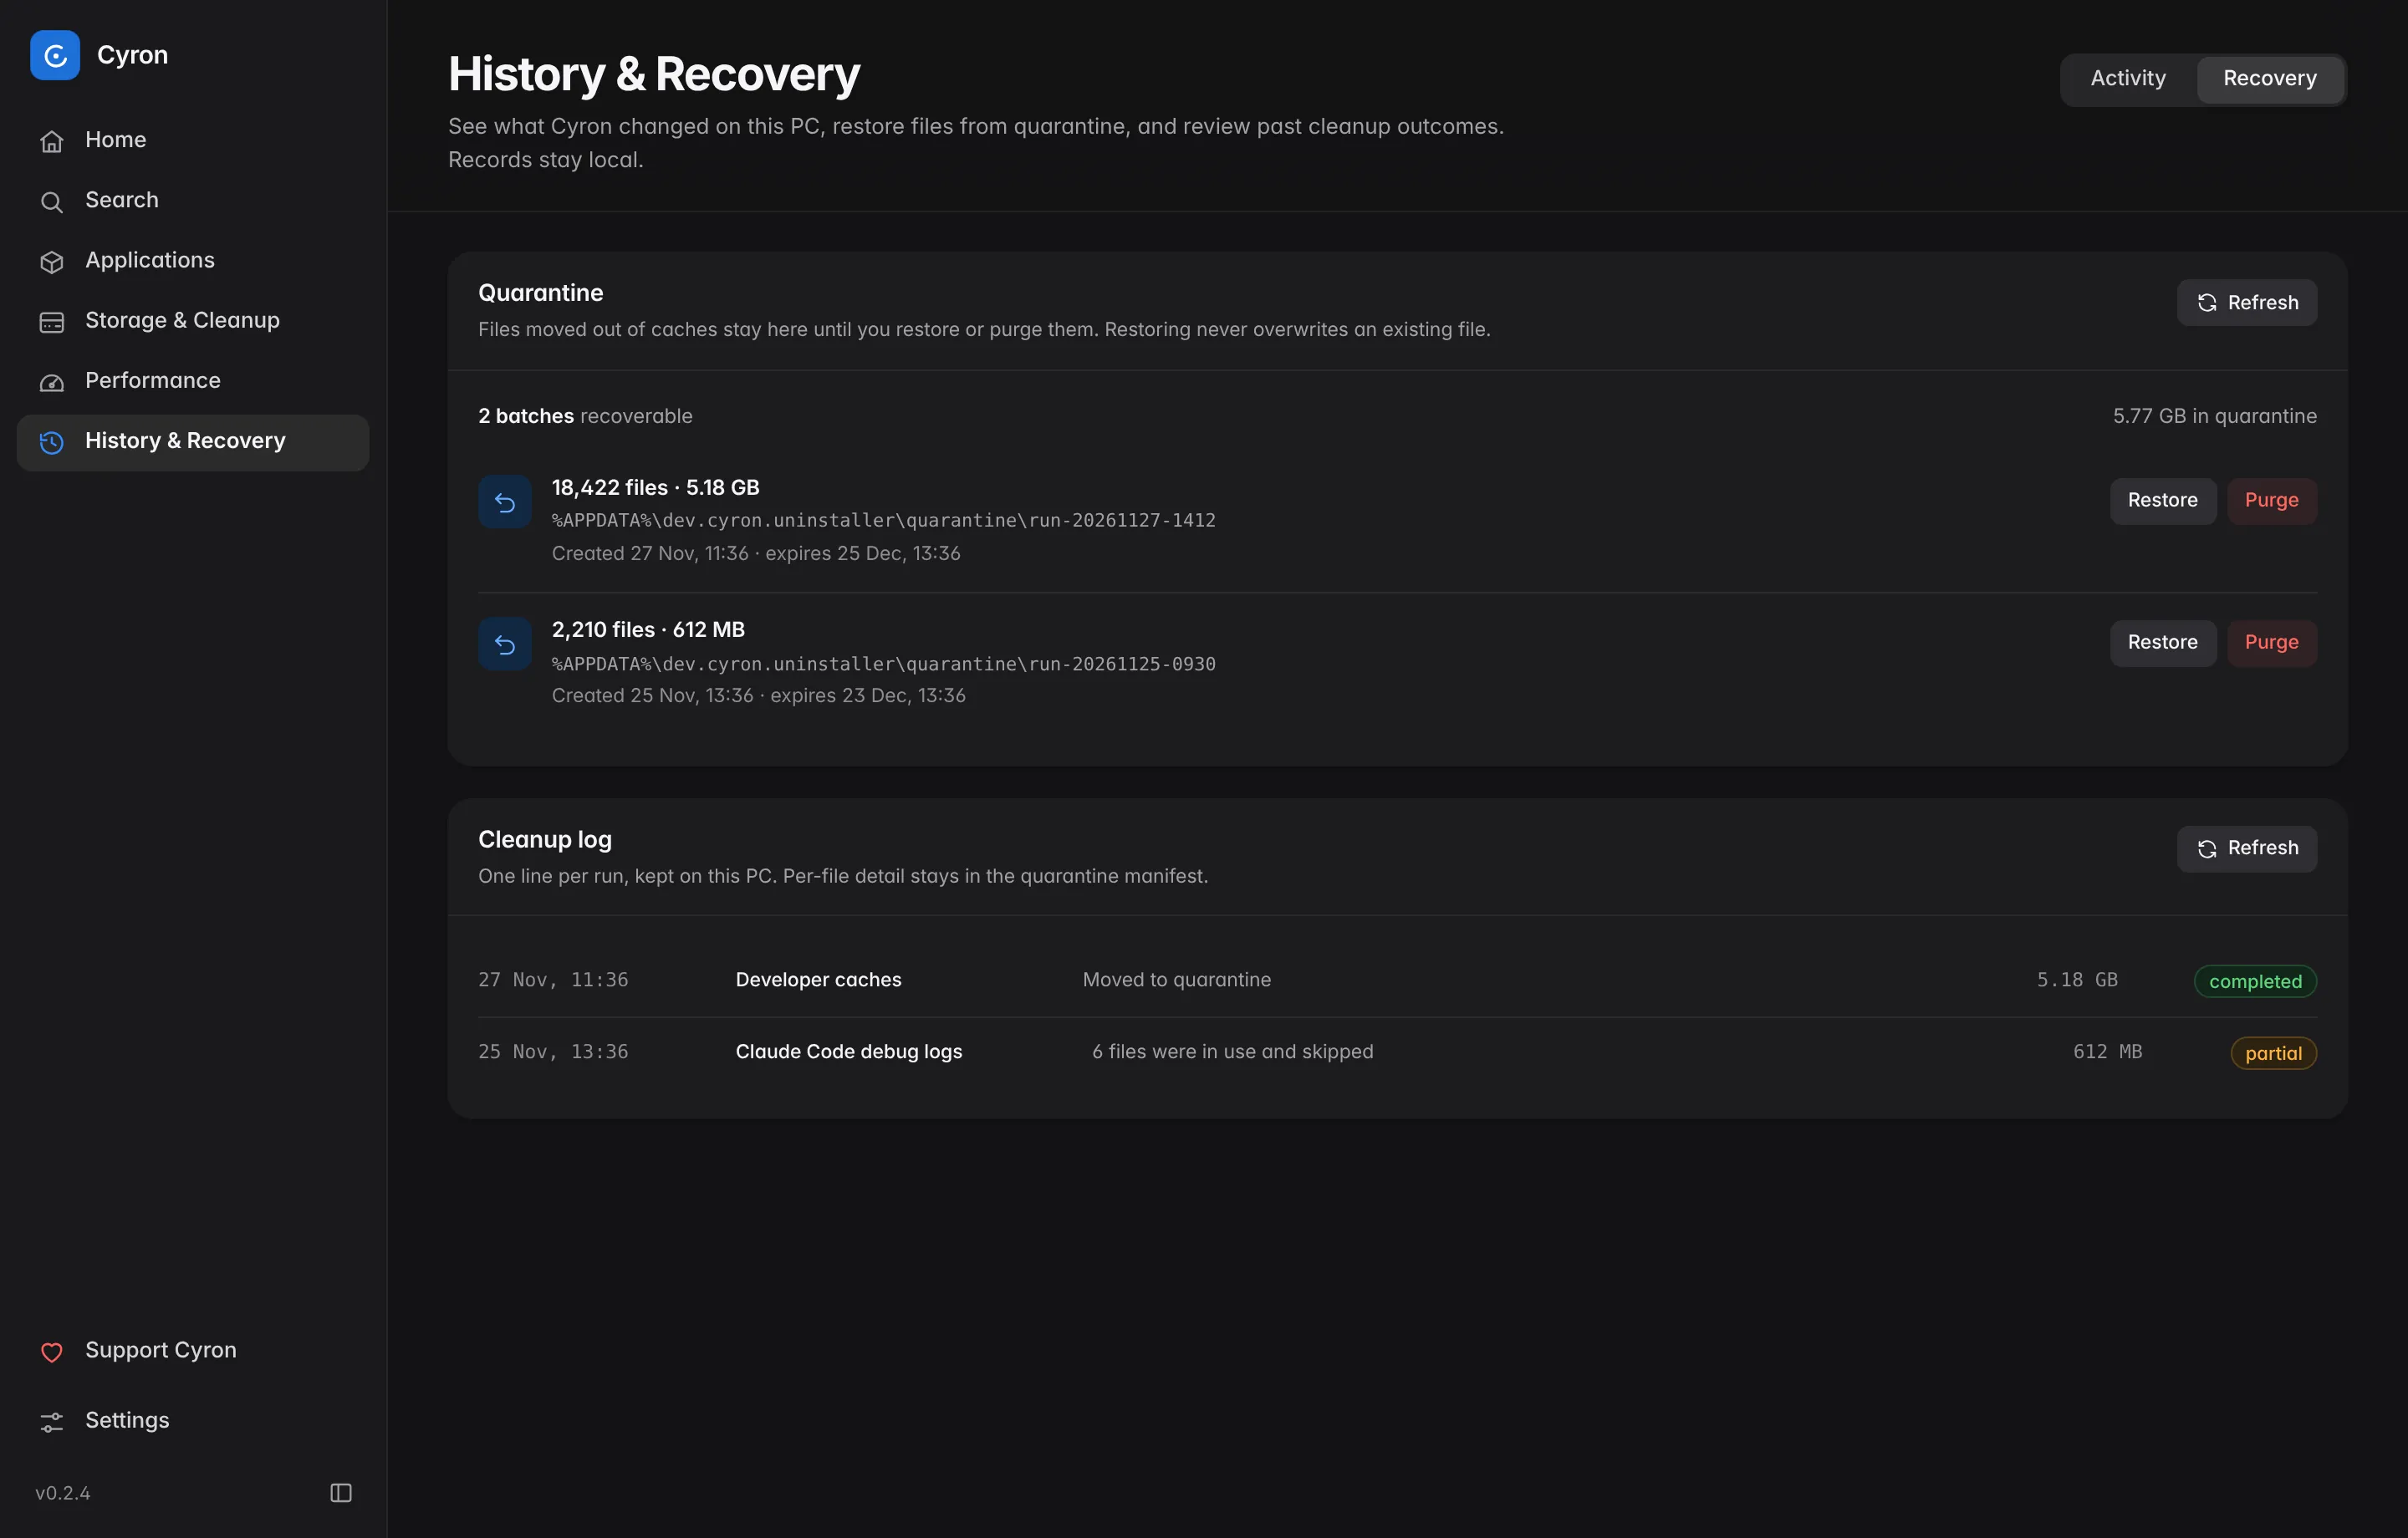 Cyron
Home
Search
Applications
Storage & Cleanup
Performance
History & Recovery
Support Cyron
Settings
v0.2.4
History & Recovery
See what Cyron changed on this PC, restore files from quarantine, and review past cleanup outcomes.
Records stay local.
Activity
Recovery
Quarantine
Files moved out of caches stay here until you restore or purge them. Restoring never overwrites an existing file.
Refresh
2 batches recoverable
5.77 GB in quarantine
18,422 files · 5.18 GB
%APPDATA%\dev.cyron.uninstaller\quarantine\run-20261127-1412
Created 27 Nov, 11:36 · expires 25 Dec, 13:36
Restore
Purge
2,210 files · 612 MB
%APPDATA%\dev.cyron.uninstaller\quarantine\run-20261125-0930
Created 25 Nov, 13:36 · expires 23 Dec, 13:36
Restore
Purge
Cleanup log
One line per run, kept on this PC. Per-file detail stays in the quarantine manifest.
Refresh
27 Nov, 11:36 Developer caches Moved to quarantine 5.18 GB completed
25 Nov, 13:36 Claude Code debug logs 6 files were in use and skipped 612 MB partial